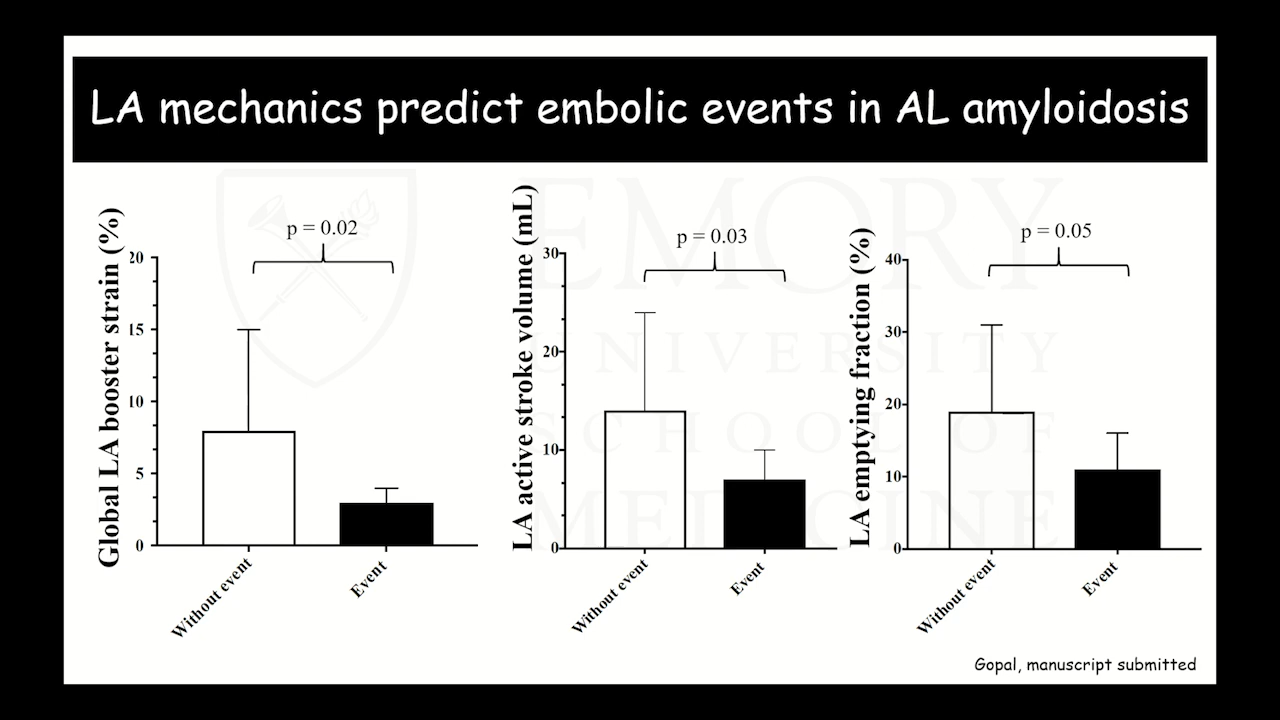 LA mechanics predict embolic events in AL amyloidosis
EMORY
UNIVERSITY
SCHOOL OF
MEDICINE
Global LA booster strain (%)
20
15
10
5
0
p = 0.02
Without event
Event
LA active stroke volume (mL)
30
20
10
0
p = 0.03
Without event
Event
LA emptying fraction (%)
40
30
20
10
0
p = 0.05
Without event
Event
Gopal, manuscript submitted